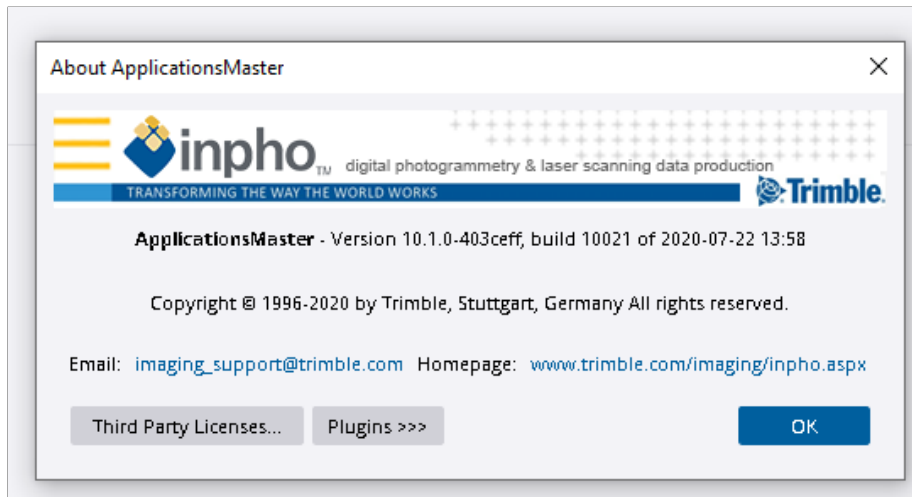 About ApplicationsMaster
inpho TM digital photogrammetry & laser scanning data production
TRANSFORMING THE WAY THE WORLD WORKS
Trimble.
ApplicationsMaster - Version 10.1.0-403ceff, build 10021 of 2020-07-22 13:58
Copyright © 1996-2020 by Trimble, Stuttgart, Germany All rights reserved.
Email: imaging_support@trimble.com Homepage: www.trimble.com/imaging/inpho.aspx
Third Party Licenses... Plugins >>> OK